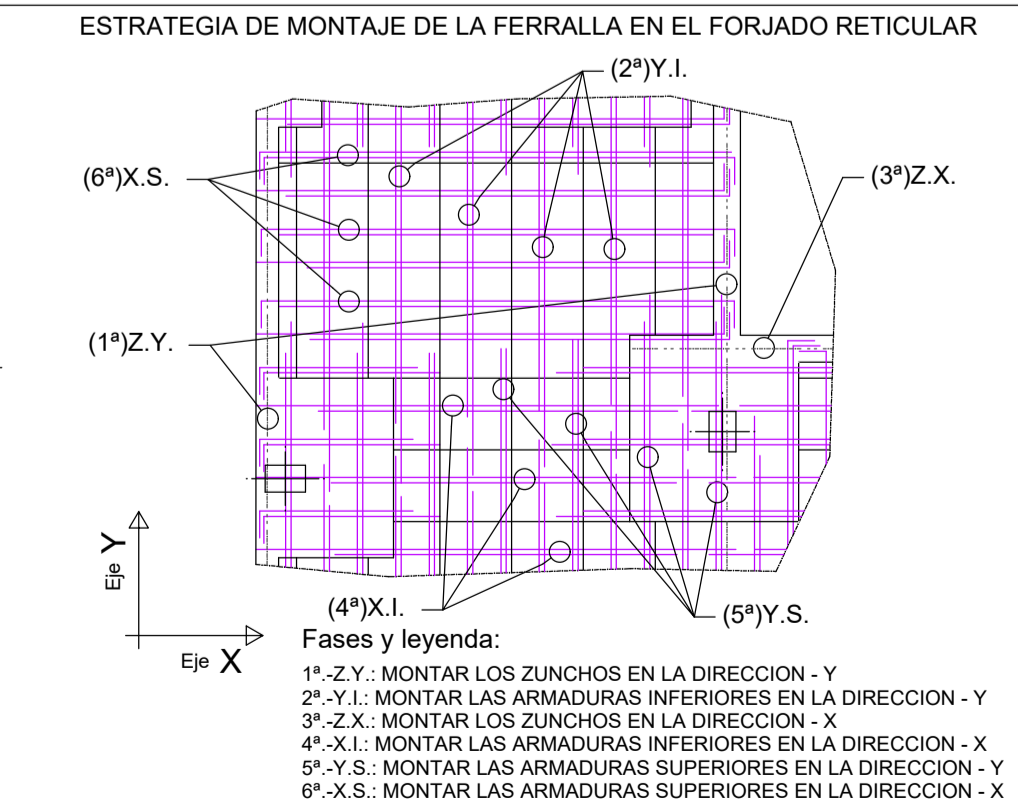 ESTRATEGIA DE MONTAJE DE LA FERRALLA EN EL FORJADO RETICULAR
(2ª)Y.I.
(6ª)X.S.
(3ª)Z.X.
(1ª)Z.Y.
(4ª)X.I.
(5ª)Y.S.
Eje Y
Eje X
Fases y leyenda:
1ª.-Z.Y.: MONTAR LOS ZUNCHOS EN LA DIRECCION - Y
2ª.-Y.I.: MONTAR LAS ARMADURAS INFERIORES EN LA DIRECCION - Y
3ª.-Z.X.: MONTAR LOS ZUNCHOS EN LA DIRECCION - X
4ª.-X.I.: MONTAR LAS ARMADURAS INFERIORES EN LA DIRECCION - X
5ª.-Y.S.: MONTAR LAS ARMADURAS SUPERIORES EN LA DIRECCION - Y
6ª.-X.S.: MONTAR LAS ARMADURAS SUPERIORES EN LA DIRECCION - X